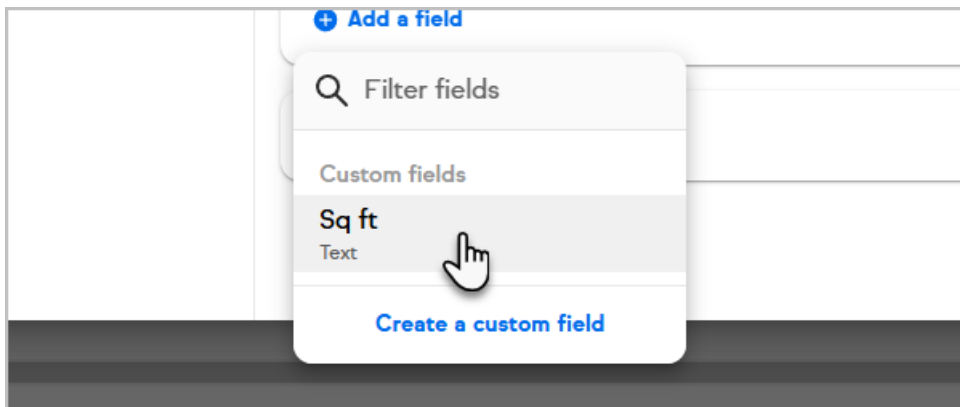 Add a field
Filter fields
Custom fields
Sq ft
Text
Create a custom field